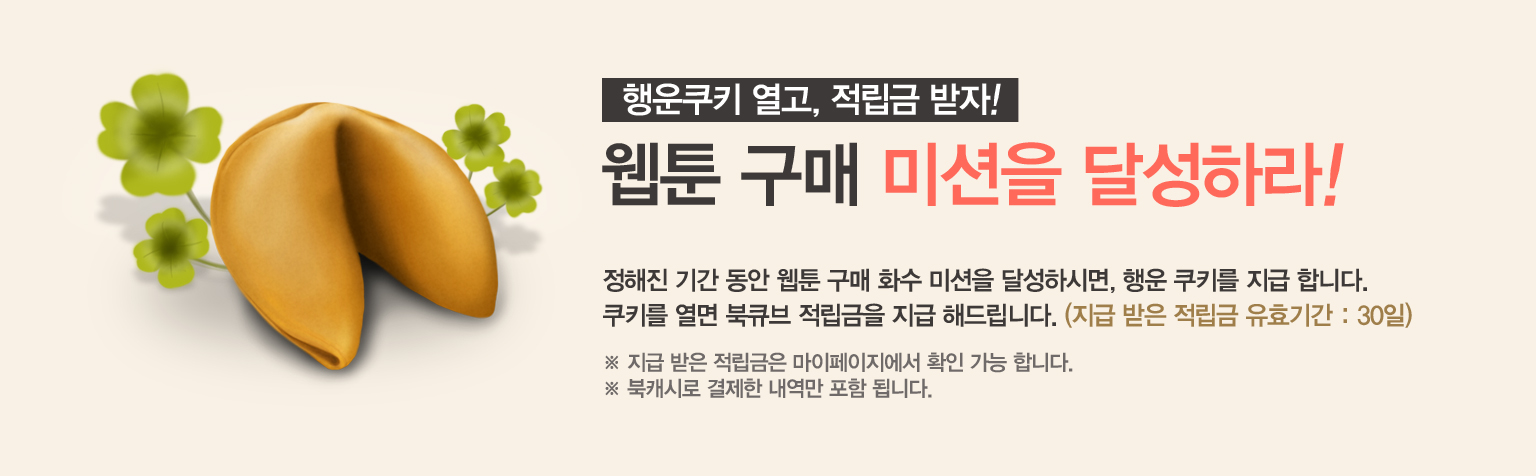 행운쿠키 열고, 적립금 받자!
웹툰 구매 미션을 달성하라!
정해진 기간 동안 웹툰 구매 화수 미션을 달성하시면, 행운 쿠키를 지급 합니다.
쿠키를 열면 북큐브 적립금을 지급 해드립니다. (지급 받은 적립금 유효기간 : 30일)
※ 지급 받은 적립금은 마이페이지에서 확인 가능 합니다.
※ 북캐시로 결제한 내역만 포함 됩니다.